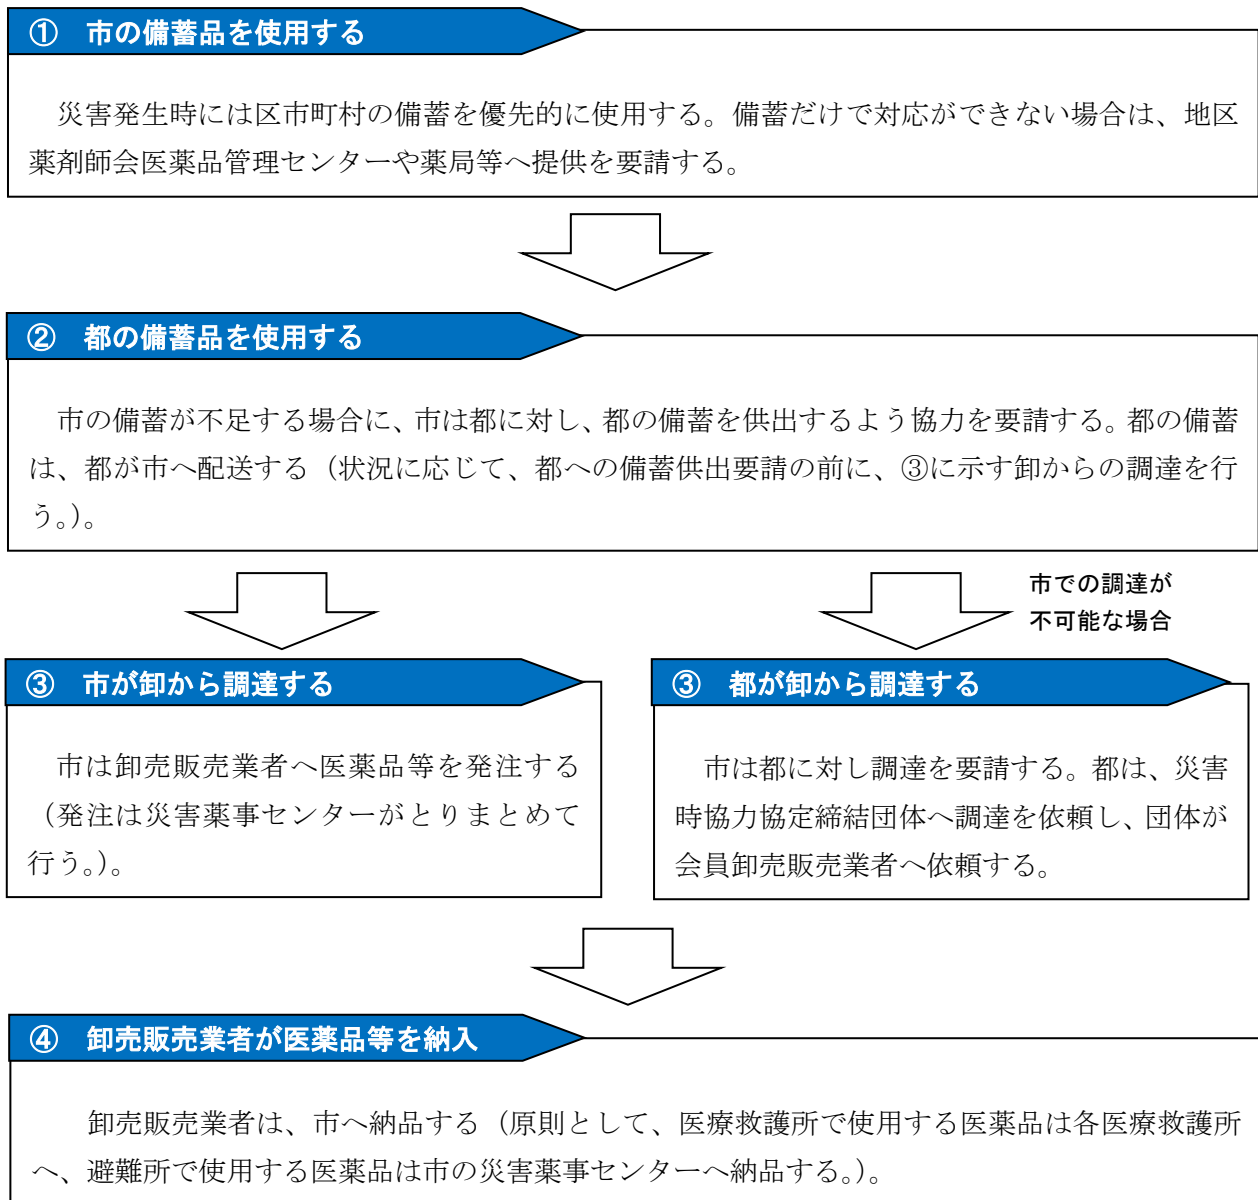 ① 市の備蓄品を使用する
災害発生時には区市町村の備蓄を優先的に使用する。備蓄だけで対応ができない場合は、地区
薬剤師会医薬品管理センターや薬局等へ提供を要請する。
② 都の備蓄品を使用する
市の備蓄が不足する場合に、市は都に対し、都の備蓄を供出するよう協力を要請する。都の備蓄
は、都が市へ配送する（状況に応じて、都への備蓄供出要請の前に、③に示す卸からの調達を行
う。）。
市での調達が
不可能な場合
③ 市が卸から調達する
市は卸売販売業者へ医薬品等を発注する
（発注は災害薬事センターがとりまとめて
行う。）。
③ 都が卸から調達する
市は都に対し調達を要請する。都は、災害
時協力協定締結団体へ調達を依頼し、団体が
会員卸売販売業者へ依頼する。
④ 卸売販売業者が医薬品等を納入
卸売販売業者は、市へ納品する（原則として、医療救護所で使用する医薬品は各医療救護所
へ、避難所で使用する医薬品は市の災害薬事センターへ納品する。）。